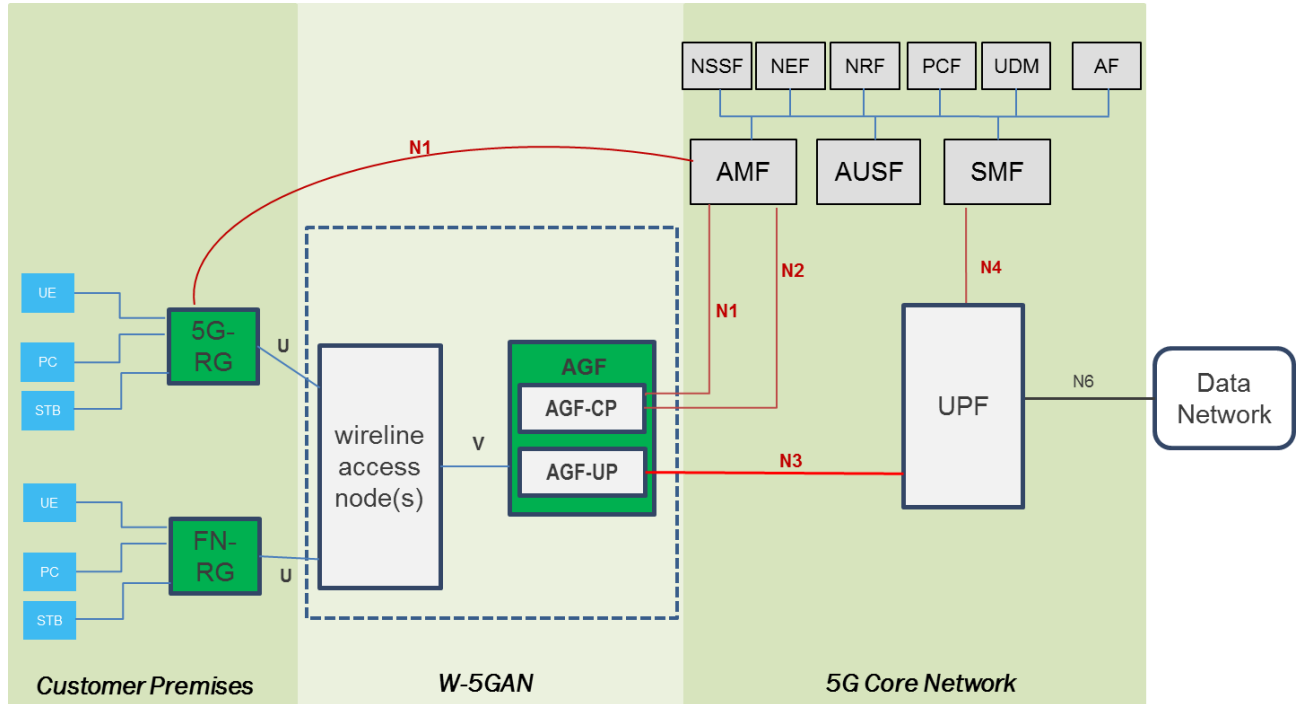 NSSF
NEF
NRF
PCF
UDM
AF
N1
AMF
AUSF
SMF
N2
N4
N1
UE
5G-
RG
U
PC
STB
AGF
AGF-CP
UPF
N6
Data
Network
wireline
access
node(s)
V
AGF-UP
N3
UE
FN-
RG
U
PC
STB
Customer Premises
W-5GAN
5G Core Network